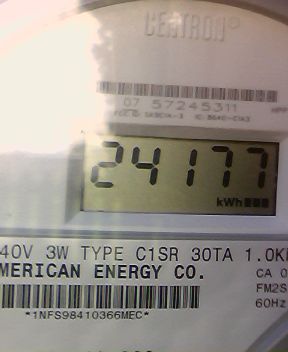 CENTRON®
07 57245311
24177
kWh
40V 3W TYPE C1SR 30TA 1.0K
MERICAN ENERGY CO.
CA 0
FM2S
60Hz
*1NFS98410366MEC*